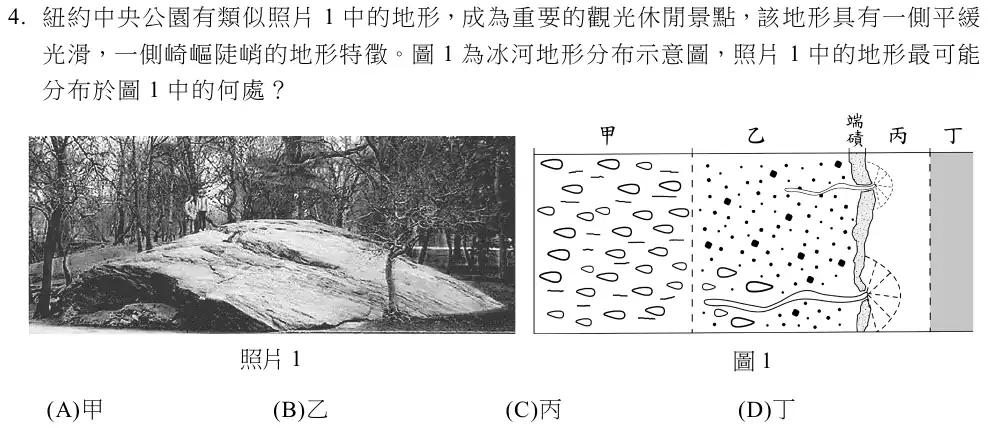 4. 紐約中央公園有類似照片 1 中的地形，成為重要的觀光休閒景點，該地形具有一側平緩
光滑，一側崎嶇陡峭的地形特徵。圖 1 為冰河地形分布示意圖，照片 1 中的地形最可能
分布於圖 1 中的何處？
甲 乙 端磧 丙 丁
照片 1
圖 1
(A)甲 (B)乙 (C)丙 (D)丁